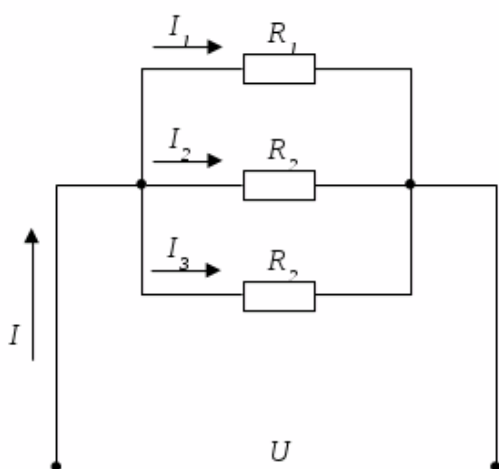 I₁ R₁
I₂ R₂
I₃ R₂
I
U